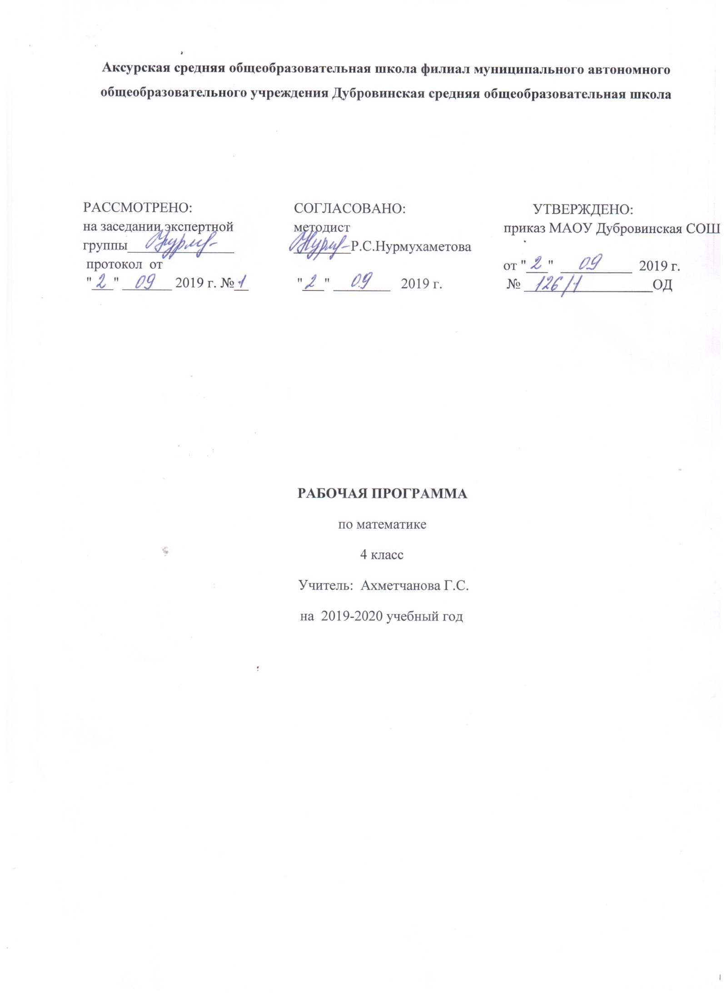 Аксурская средняя общеобразовательная школа филиал муниципального автономного
общеобразовательного учреждения Дубровинская средняя общеобразовательная школа
РАССМОТРЕНО:
на заседании экспертной
группы
протокол от
"2" 09 2019 г. №1
СОГЛАСОВАНО:
методист
Р.С.Нурмухаметова
"2" 09 2019 г.
УТВЕРЖДЕНО:
приказ МАОУ Дубровинская СОШ
от "2" 09 2019 г.
№ 126/1 ОД
РАБОЧАЯ ПРОГРАММА
по математике
4 класс
Учитель: Ахметчанова Г.С.
на 2019-2020 учебный год